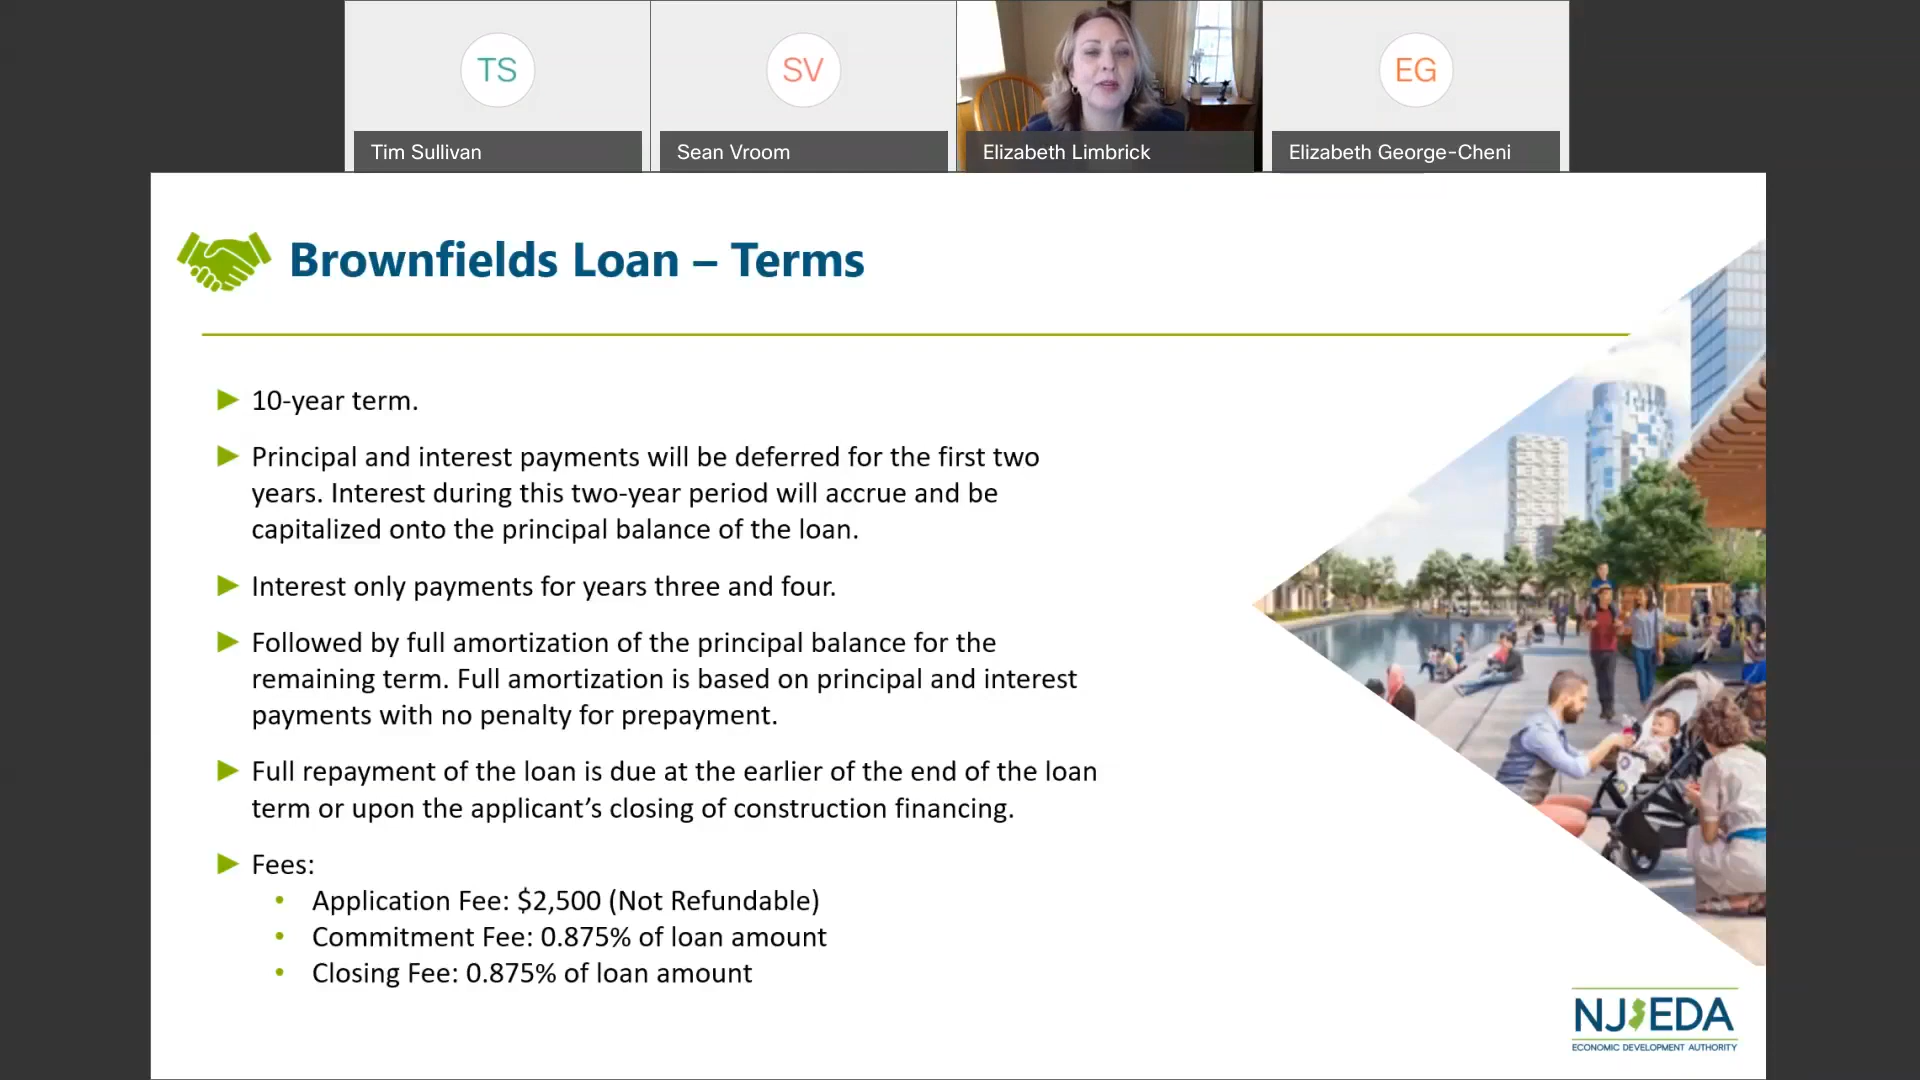 TS
SV
EG
Tim Sullivan
Sean Vroom
Elizabeth Limbrick
Elizabeth George-Cheni
Brownfields Loan – Terms
10-year term.
Principal and interest payments will be deferred for the first two
years. Interest during this two-year period will accrue and be
capitalized onto the principal balance of the loan.
Interest only payments for years three and four.
Followed by full amortization of the principal balance for the
remaining term. Full amortization is based on principal and interest
payments with no penalty for prepayment.
Full repayment of the loan is due at the earlier of the end of the loan
term or upon the applicant’s closing of construction financing.
Fees:
• Application Fee: $2,500 (Not Refundable)
• Commitment Fee: 0.875% of loan amount
• Closing Fee: 0.875% of loan amount
NJEDA
ECONOMIC DEVELOPMENT AUTHORITY